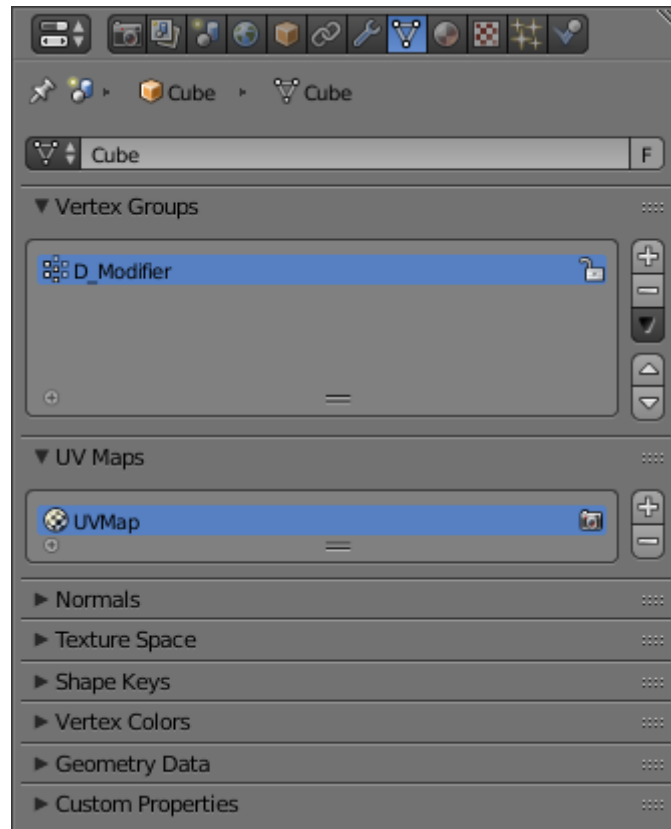 Cube Cube
Cube F
Vertex Groups
D_Modifier
UV Maps
UVMap
Normals
Texture Space
Shape Keys
Vertex Colors
Geometry Data
Custom Properties